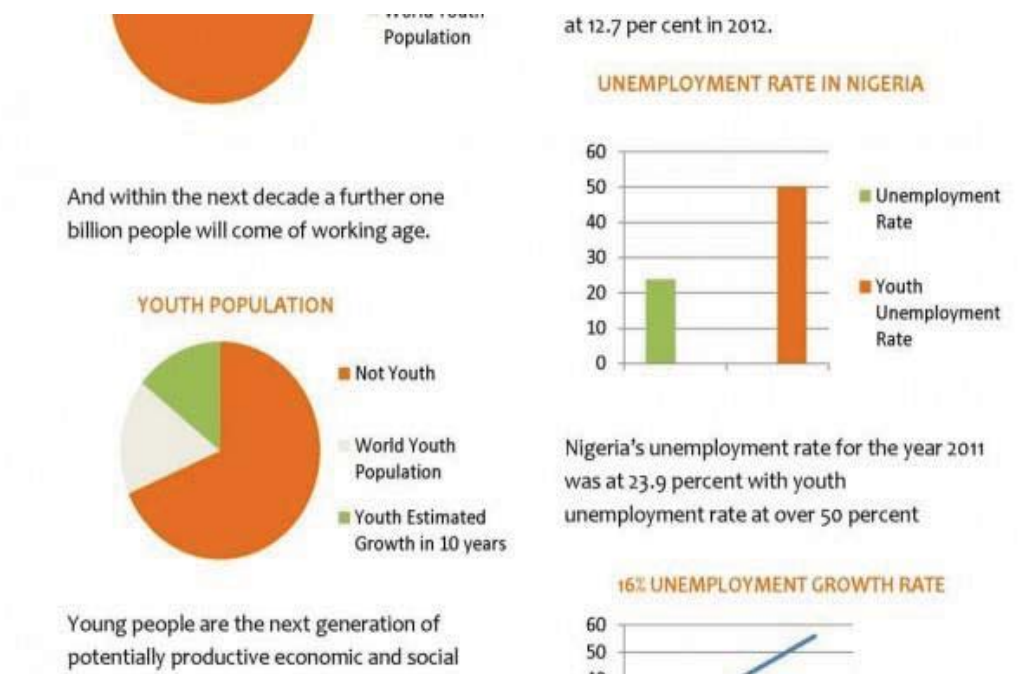 World Youth
Population
And within the next decade a further one
billion people will come of working age.
YOUTH POPULATION
Not Youth
World Youth
Population
Youth Estimated
Growth in 10 years
Young people are the next generation of
potentially productive economic and social
at 12.7 per cent in 2012.
UNEMPLOYMENT RATE IN NIGERIA
60
50
40
30
20
10
0
Unemployment
Rate
Youth
Unemployment
Rate
Nigeria's unemployment rate for the year 2011
was at 23.9 percent with youth
unemployment rate at over 50 percent
16% UNEMPLOYMENT GROWTH RATE
60
50